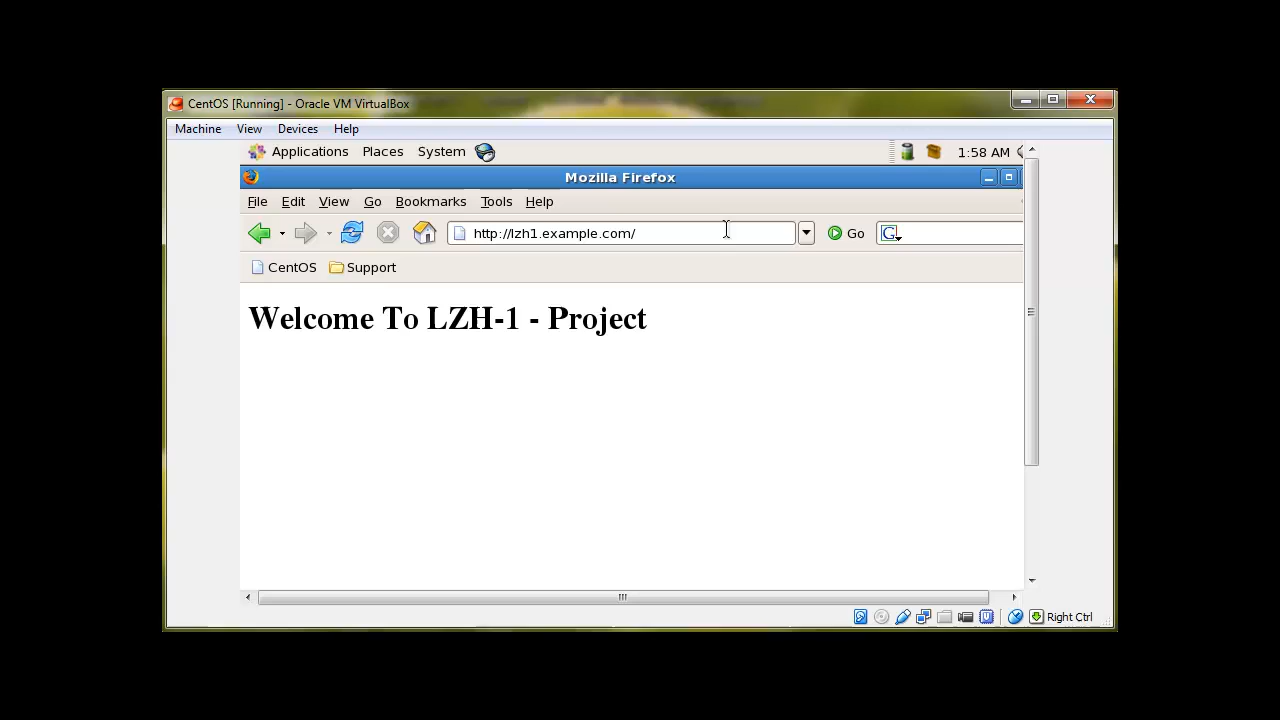 CentOS [Running] - Oracle VM VirtualBox
Machine View Devices Help
Applications Places System 1:58 AM
Mozilla Firefox
File Edit View Go Bookmarks Tools Help
http://lzh1.example.com/ Go G
CentOS Support
Welcome To LZH-1 - Project
Right Ctrl